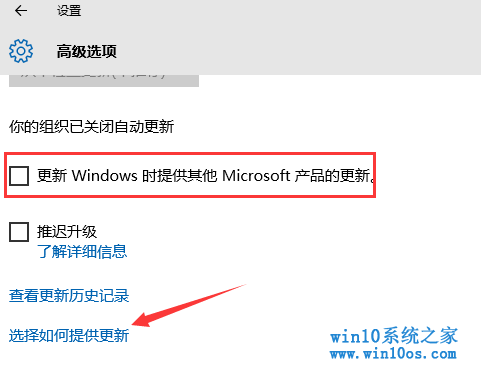 设置
高级选项
你的组织已关闭自动更新
更新 Windows 时提供其他 Microsoft 产品的更新。
推迟升级
了解详细信息
查看更新历史记录
选择如何提供更新
win10系统之家
www.win10os.com